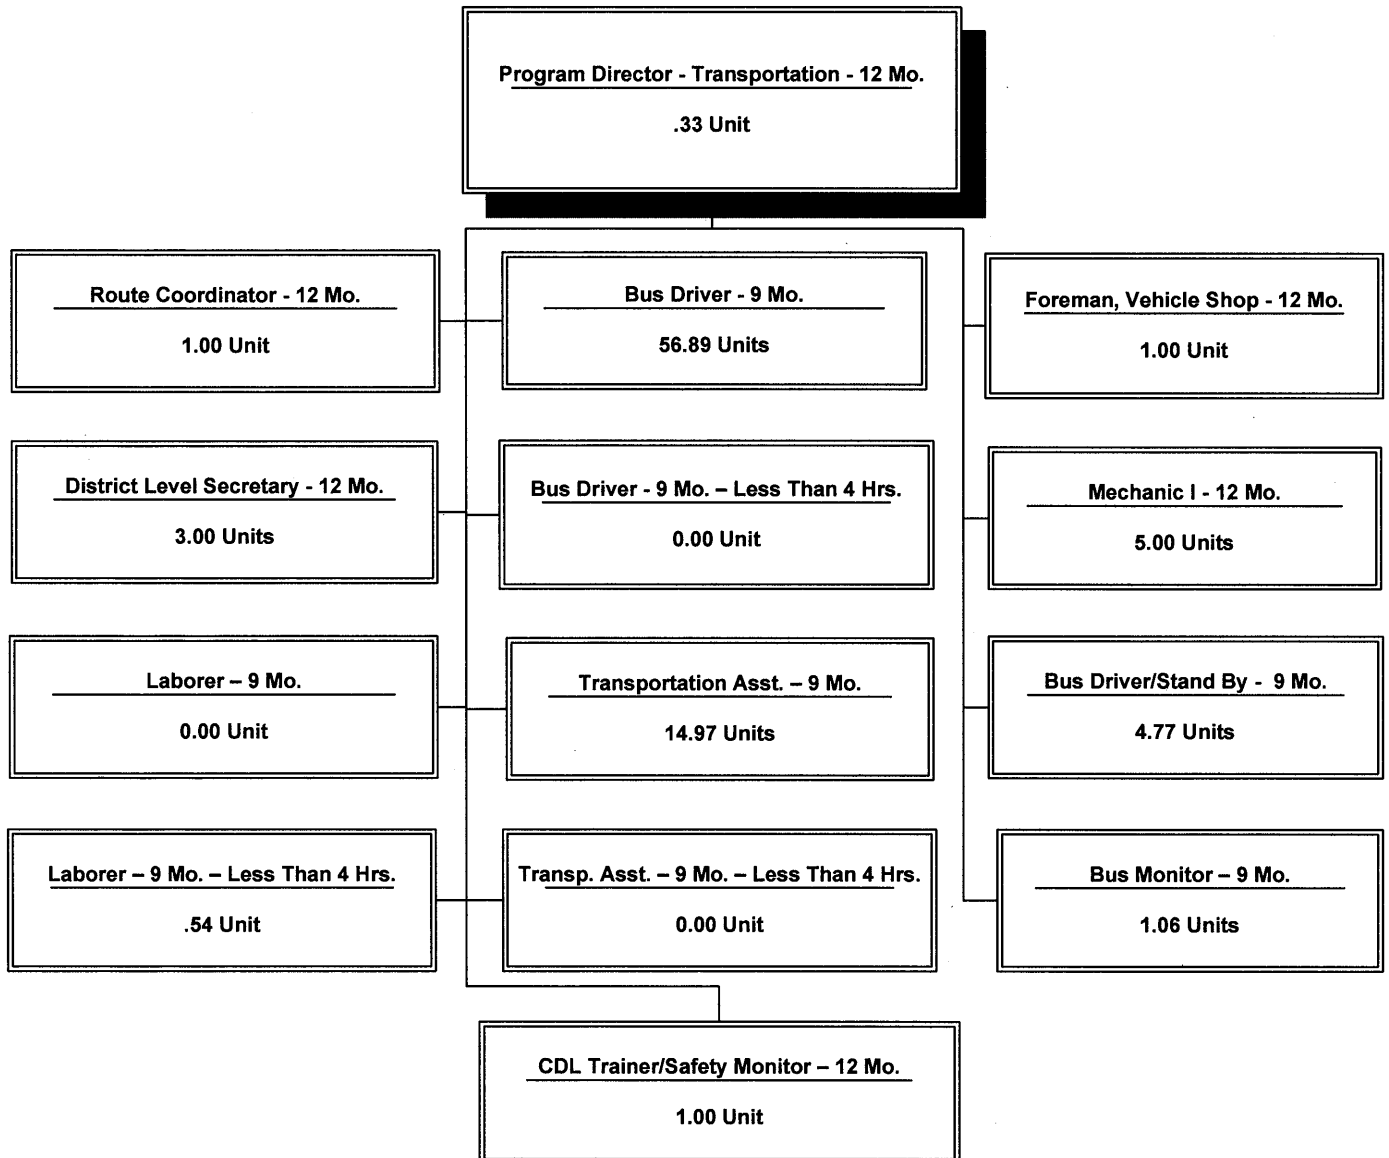 Program Director - Transportation - 12 Mo.
.33 Unit
Route Coordinator - 12 Mo.
1.00 Unit
Bus Driver - 9 Mo.
56.89 Units
Foreman, Vehicle Shop - 12 Mo.
1.00 Unit
District Level Secretary - 12 Mo.
3.00 Units
Bus Driver - 9 Mo. – Less Than 4 Hrs.
0.00 Unit
Mechanic I - 12 Mo.
5.00 Units
Laborer – 9 Mo.
0.00 Unit
Transportation Asst. – 9 Mo.
14.97 Units
Bus Driver/Stand By - 9 Mo.
4.77 Units
Laborer – 9 Mo. – Less Than 4 Hrs.
.54 Unit
Transp. Asst. – 9 Mo. – Less Than 4 Hrs.
0.00 Unit
Bus Monitor – 9 Mo.
1.06 Units
CDL Trainer/Safety Monitor – 12 Mo.
1.00 Unit